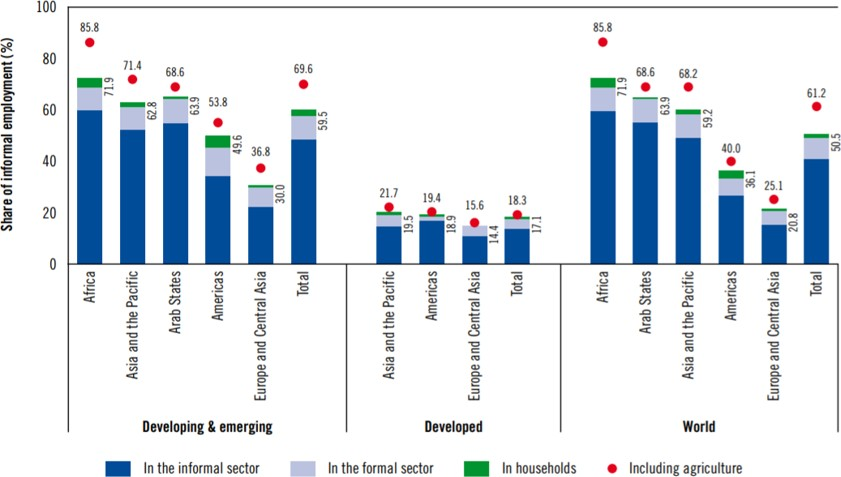 Share of informal employment (%)
100
80
60
40
20
0
85.8
71.9
71.4
62.8
68.6
63.9
53.8
49.6
36.8
30.0
69.6
59.5
21.7
19.5
19.4
18.9
15.6
14.4
18.3
17.1
85.8
71.9
68.6
63.9
68.2
59.2
40.0
36.1
25.1
20.8
61.2
50.5
Africa
Asia and the Pacific
Arab States
Americas
Europe and Central Asia
Total
Asia and the Pacific
Americas
Europe and Central Asia
Total
Africa
Arab States
Asia and the Pacific
Americas
Europe and Central Asia
Total
Developing & emerging
Developed
World
In the informal sector
In the formal sector
In households
Including agriculture